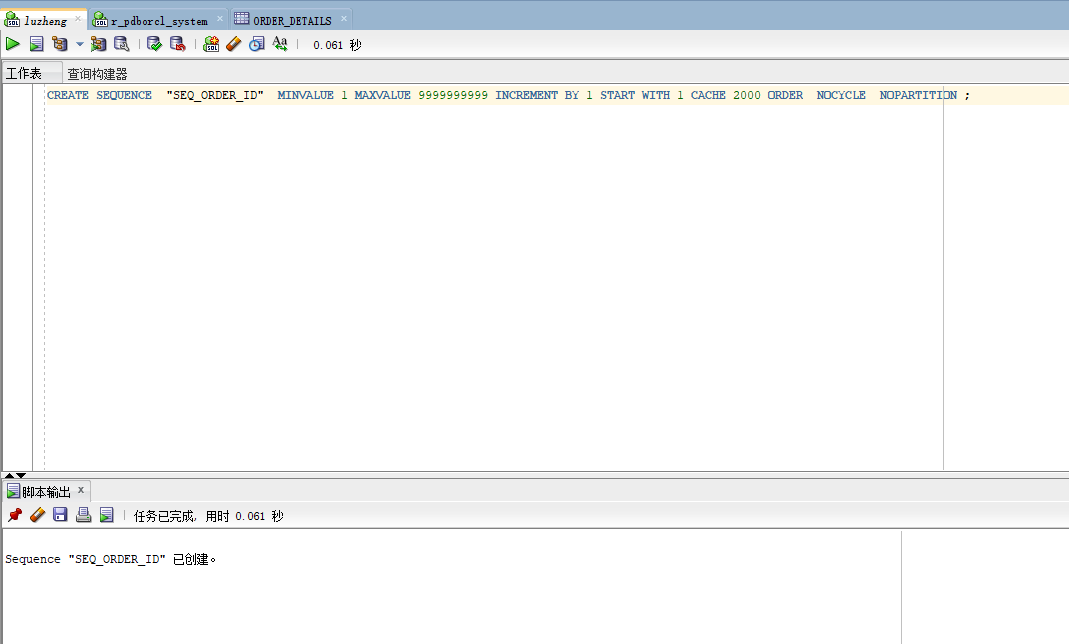 luzheng
r_pdborcl_system
ORDER_DETAILS
0.061 秒
工作表
查询构建器
CREATE SEQUENCE "SEQ_ORDER_ID" MINVALUE 1 MAXVALUE 9999999999 INCREMENT BY 1 START WITH 1 CACHE 2000 ORDER NOCYCLE NOPARTITION ;
脚本输出
任务已完成, 用时 0.061 秒
Sequence "SEQ_ORDER_ID" 已创建。